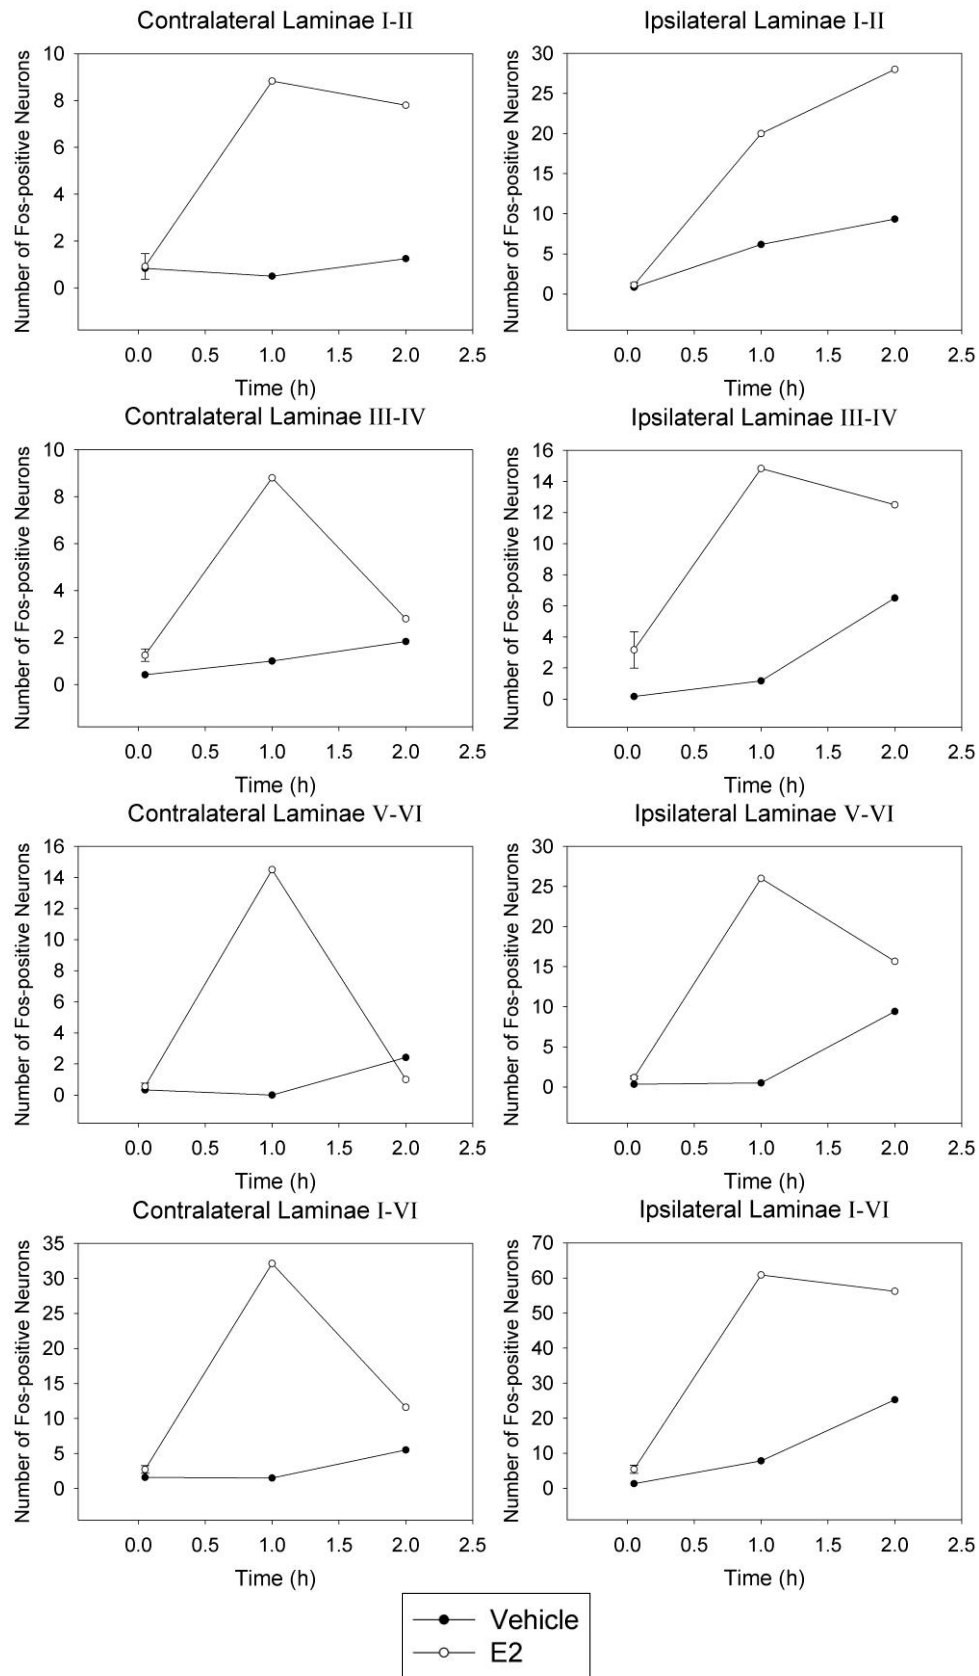 Contralateral Laminae I-II
Number of Fos-positive Neurons
10
8
6
4
2
0
0.0 0.5 1.0 1.5 2.0 2.5
Time (h)
Ipsilateral Laminae I-II
Number of Fos-positive Neurons
30
25
20
15
10
5
0
0.0 0.5 1.0 1.5 2.0 2.5
Time (h)
Contralateral Laminae III-IV
Number of Fos-positive Neurons
10
8
6
4
2
0
0.0 0.5 1.0 1.5 2.0 2.5
Time (h)
Ipsilateral Laminae III-IV
Number of Fos-positive Neurons
16
14
12
10
8
6
4
2
0
0.0 0.5 1.0 1.5 2.0 2.5
Time (h)
Contralateral Laminae V-VI
Number of Fos-positive Neurons
16
14
12
10
8
6
4
2
0
0.0 0.5 1.0 1.5 2.0 2.5
Time (h)
Ipsilateral Laminae V-VI
Number of Fos-positive Neurons
30
25
20
15
10
5
0
0.0 0.5 1.0 1.5 2.0 2.5
Time (h)
Contralateral Laminae I-VI
Number of Fos-positive Neurons
35
30
25
20
15
10
5
0
0.0 0.5 1.0 1.5 2.0 2.5
Time (h)
Ipsilateral Laminae I-VI
Number of Fos-positive Neurons
70
60
50
40
30
20
10
0
0.0 0.5 1.0 1.5 2.0 2.5
Time (h)
Vehicle
E2